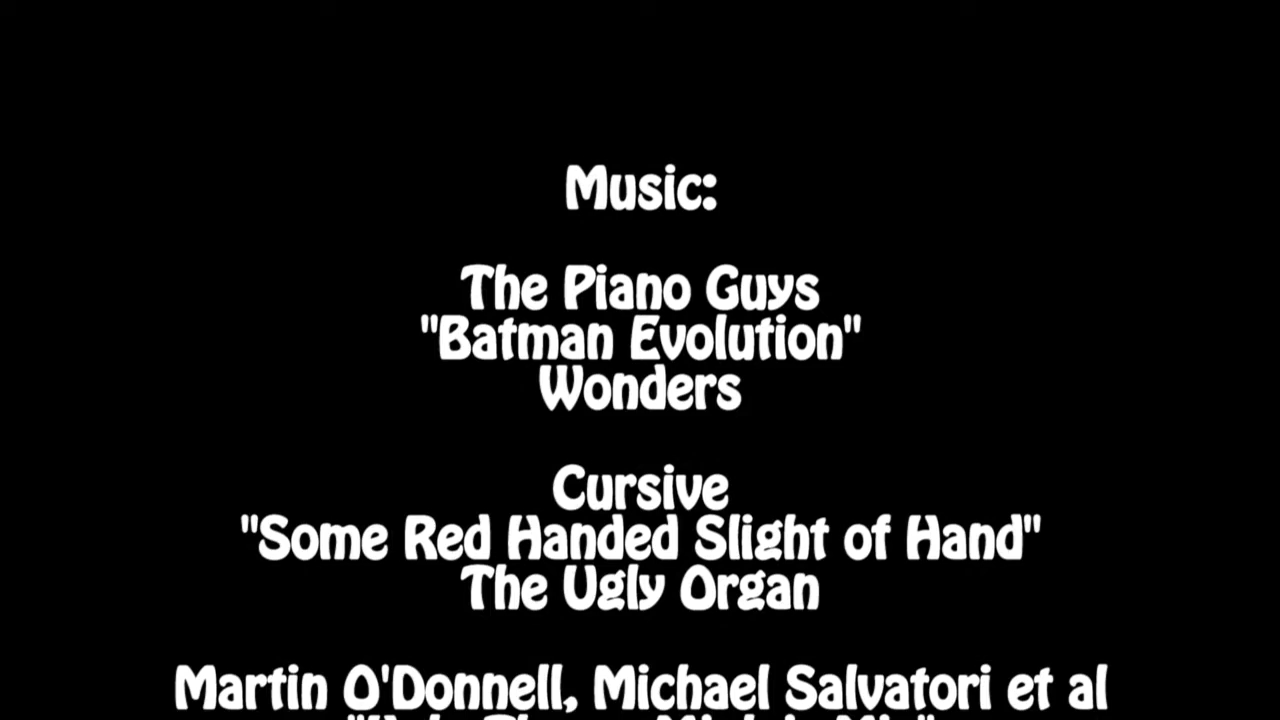 Music:
The Piano Guys
"Batman Evolution"
Wonders
Cursive
"Some Red Handed Slight of Hand"
The Ugly Organ
Martin O'Donnell, Michael Salvatori et al